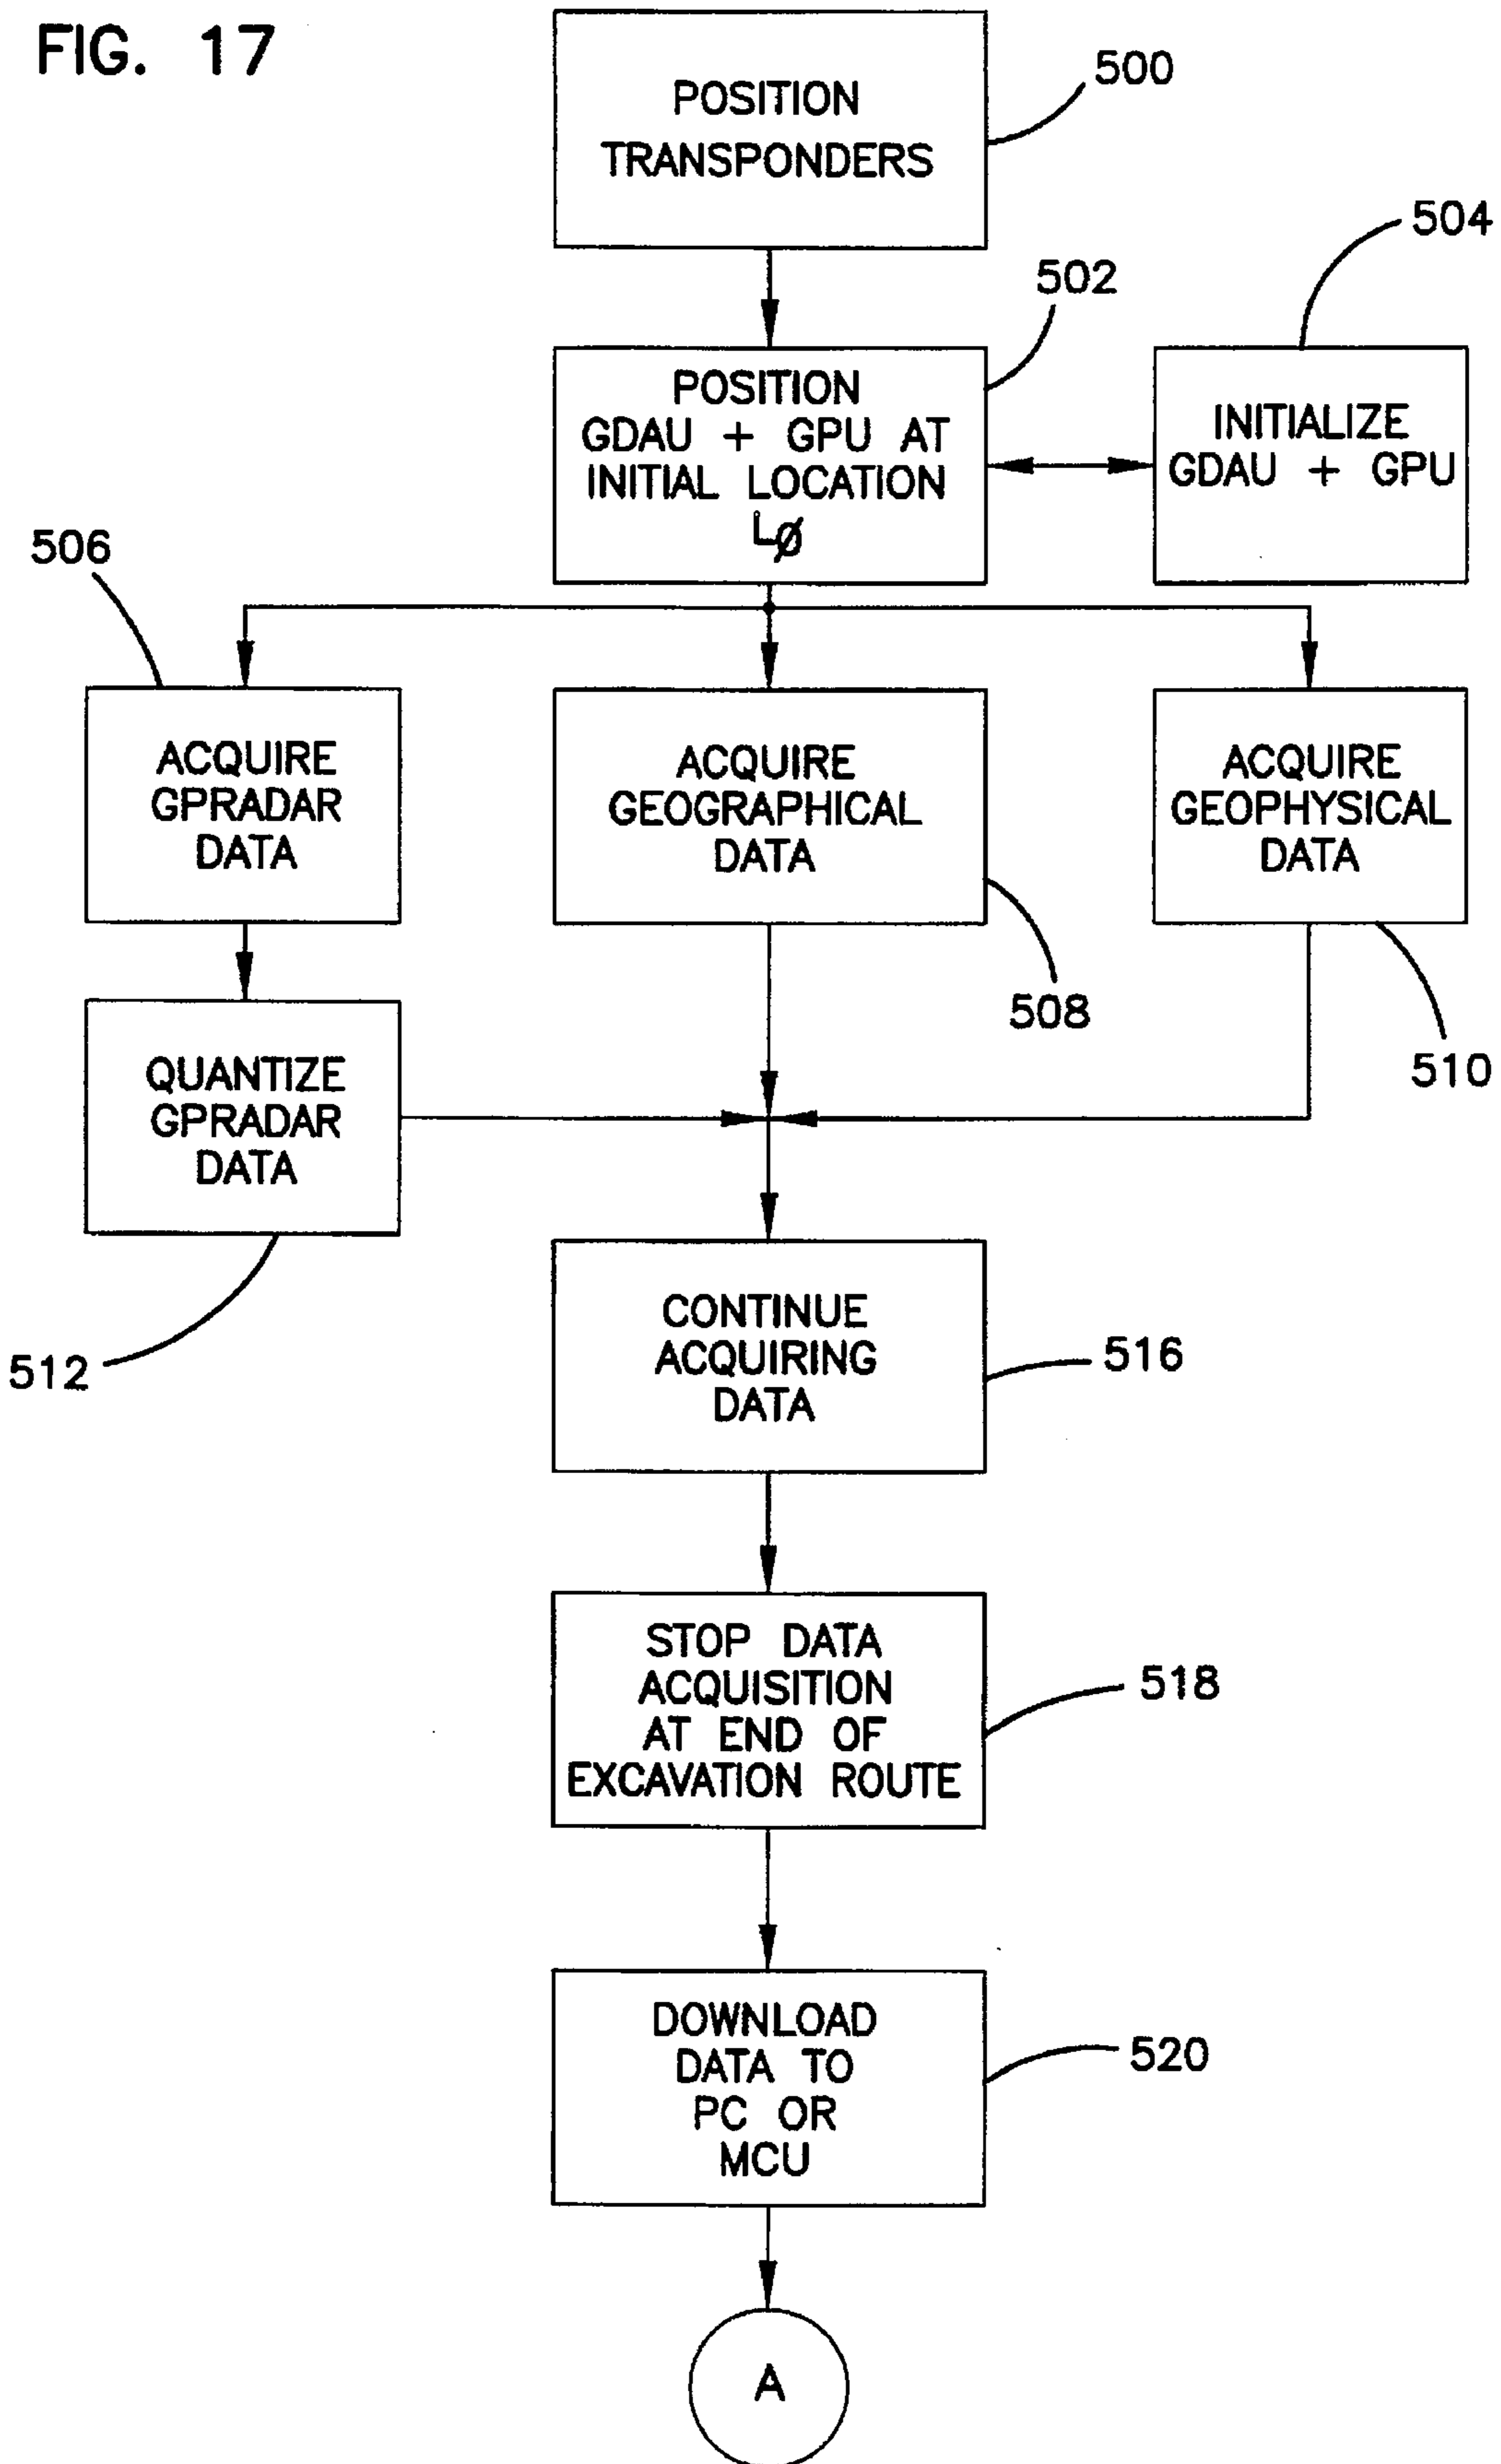 FIG. 17
POSITION
TRANSPONDERS
500
POSITION
GDAU + GPU AT
INITIAL LOCATION
LØ
502
INITIALIZE
GDAU + GPU
504
506
ACQUIRE
GPRADAR
DATA
ACQUIRE
GEOGRAPHICAL
DATA
508
ACQUIRE
GEOPHYSICAL
DATA
510
QUANTIZE
GPRADAR
DATA
512
CONTINUE
ACQUIRING
DATA
516
STOP DATA
ACQUISITION
AT END OF
EXCAVATION ROUTE
518
DOWNLOAD
DATA TO
PC OR
MCU
520
A